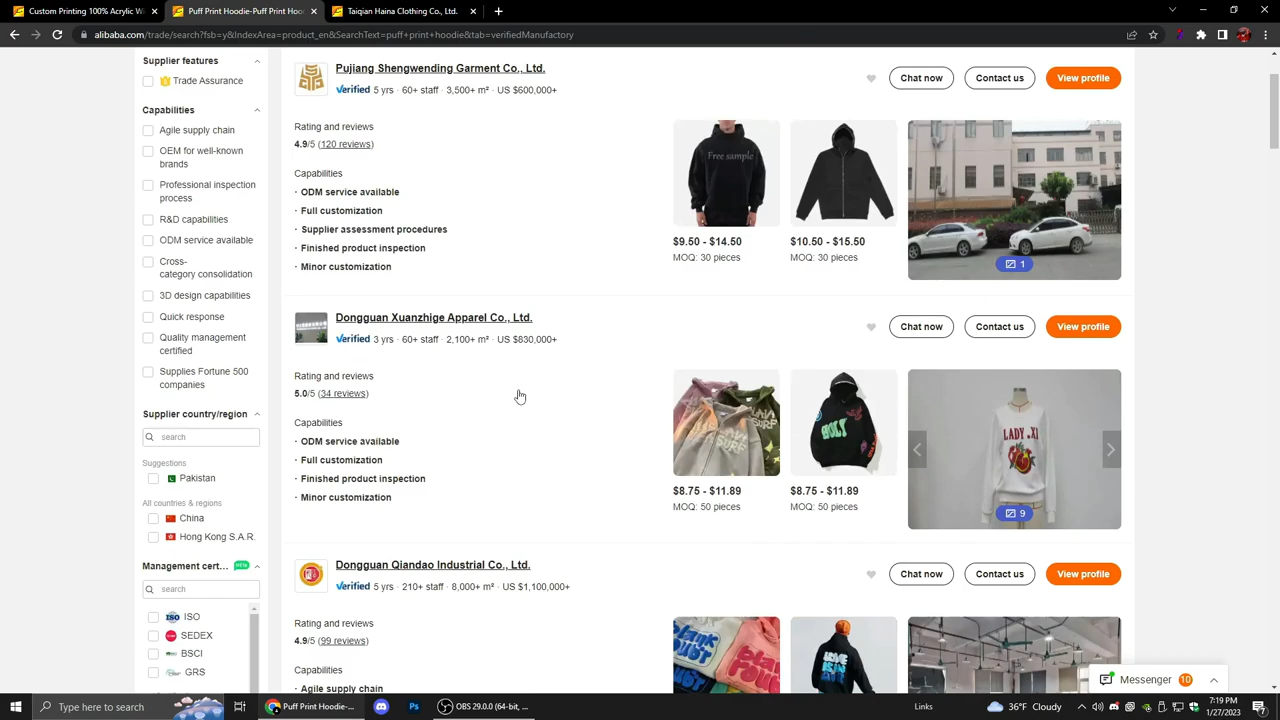 Custom Printing 100% Acrylic W
Puff Print Hoodie-Puff Print Hood
Taiqian Haina Clothing Co., Ltd.
alibaba.com/trade/search?fsb=y&IndexArea=product_en&SearchText=puff+print+hoodie&tab=verifiedManufactory
Supplier features
Trade Assurance
Capabilities
Agile supply chain
OEM for well-known
brands
Professional inspection
process
R&D capabilities
ODM service available
Cross-
category consolidation
3D design capabilities
Quick response
Quality management
certified
Supplies Fortune 500
companies
Supplier country/region
search
Suggestions
Pakistan
All countries & regions
China
Hong Kong S.A.R.
Management cert...
NEW
search
ISO ISO
SEDEX
BSCI
GRS
Pujiang Shengwending Garment Co., Ltd.
Verified 5 yrs · 60+ staff · 3,500+ m² · US $600,000+
Chat now
Contact us
View profile
Rating and reviews
4.9/5 (120 reviews)
Capabilities
· ODM service available
· Full customization
· Supplier assessment procedures
· Finished product inspection
· Minor customization
Free sample
$9.50 - $14.50
MOQ: 30 pieces
$10.50 - $15.50
MOQ: 30 pieces
1
Dongguan Xuanzhige Apparel Co., Ltd.
Verified 3 yrs · 60+ staff · 2,100+ m² · US $830,000+
Chat now
Contact us
View profile
Rating and reviews
5.0/5 (34 reviews)
Capabilities
· ODM service available
· Full customization
· Finished product inspection
· Minor customization
$8.75 - $11.89
MOQ: 50 pieces
$8.75 - $11.89
MOQ: 50 pieces
LADY
9
Dongguan Qiandao Industrial Co., Ltd.
Verified 5 yrs · 210+ staff · 8,000+ m² · US $1,100,000+
Chat now
Contact us
View profile
Rating and reviews
4.9/5 (99 reviews)
Capabilities
· Agile supply chain
Messenger 10
Type here to search
Puff Print Hoodie-...
Ps
OBS 29.0.0 (64-bit, ...
Links
36°F Cloudy
7:19 PM
1/27/2023